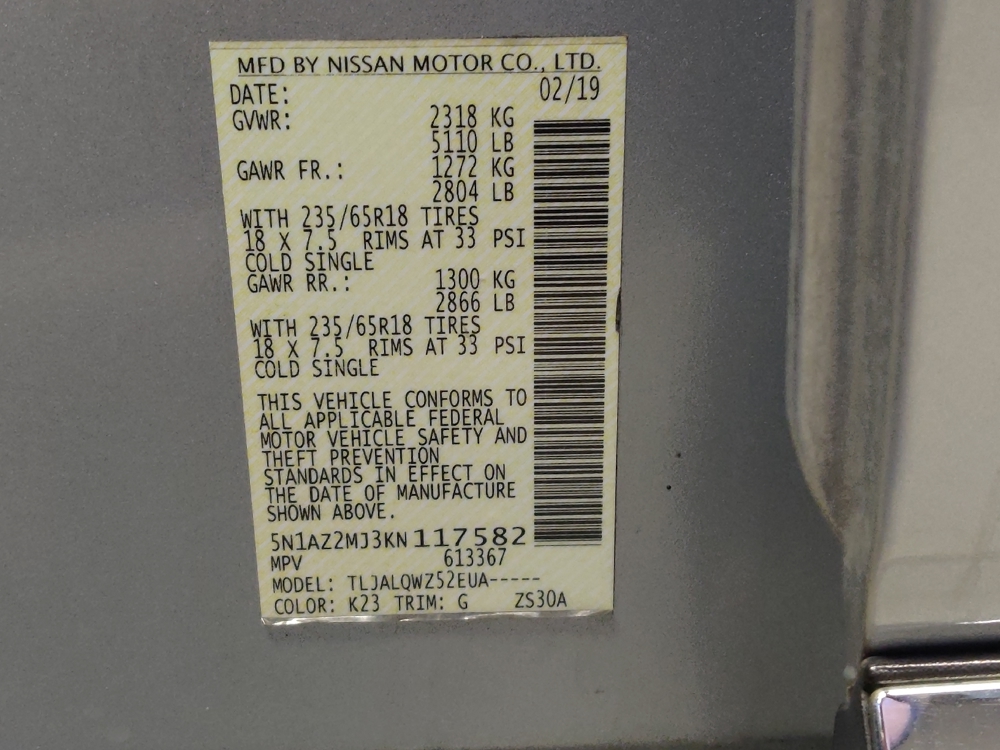 MFD BY NISSAN MOTOR CO., LTD.
DATE: 02/19
GVWR: 2318 KG
5110 LB
GAWR FR.: 1272 KG
2804 LB
WITH 235/65R18 TIRES
18 X 7.5 RIMS AT 33 PSI
COLD SINGLE
GAWR RR.: 1300 KG
2866 LB
WITH 235/65R18 TIRES
18 X 7.5 RIMS AT 33 PSI
COLD SINGLE
THIS VEHICLE CONFORMS TO
ALL APPLICABLE FEDERAL
MOTOR VEHICLE SAFETY AND
THEFT PREVENTION
STANDARDS IN EFFECT ON
THE DATE OF MANUFACTURE
SHOWN ABOVE.
5N1AZ2MJ3KN117582
MPV 613367
MODEL: TLJALQWZ52EUA-----
COLOR: K23 TRIM: G ZS30A